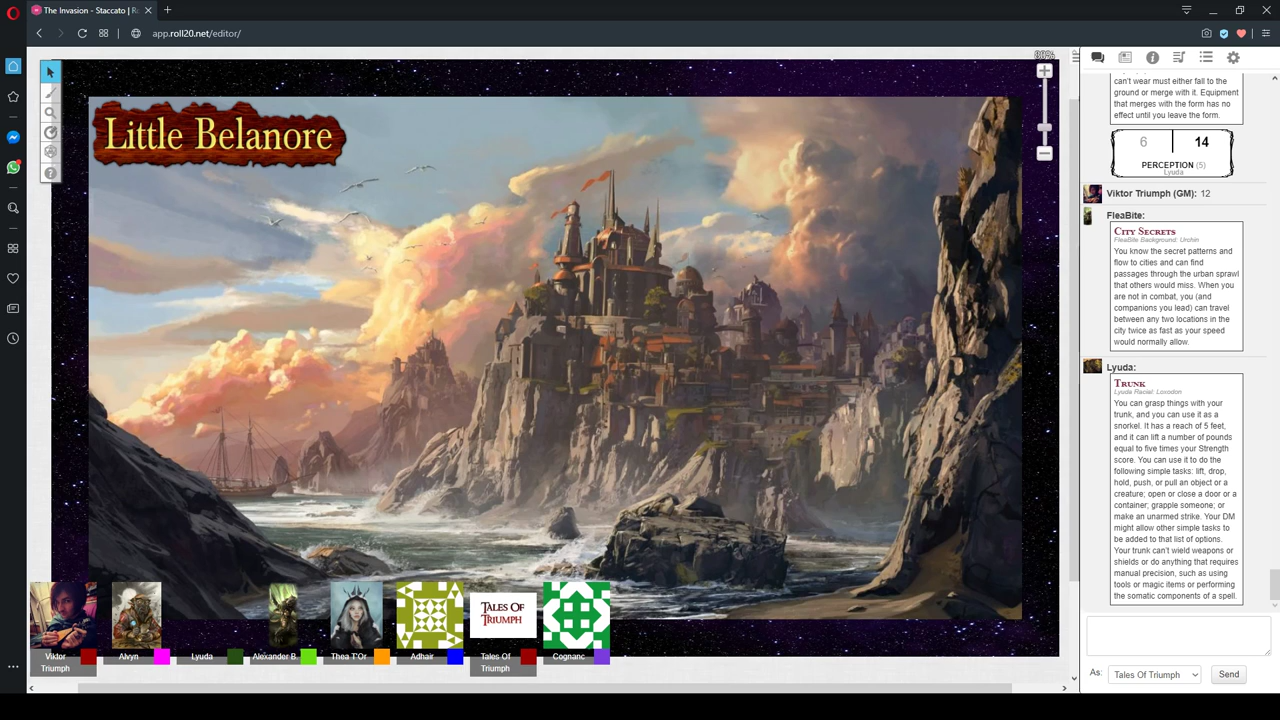 The Invasion - Staccato | Ro
app.roll20.net/editor/
80%
Little Belanore
can't wear must either fall to the
ground or merge with it. Equipment
that merges with the form has no
effect until you leave the form.
6 14
PERCEPTION (5)
Lyuda
Viktor Triumph (GM): 12
FleaBite:
City Secrets
FleaBite Background: Urchin
You know the secret patterns and
flow to cities and can find
passages through the urban sprawl
that others would miss. When you
are not in combat, you (and
companions you lead) can travel
between any two locations in the
city twice as fast as your speed
would normally allow.
Lyuda:
Trunk
Lyuda Racial: Loxodon
You can grasp things with your
trunk, and you can use it as a
snorkel. It has a reach of 5 feet,
and it can lift a number of pounds
equal to five times your Strength
score. You can use it to do the
following simple tasks: lift, drop,
hold, push, or pull an object or a
creature; open or close a door or a
container; grapple someone; or
make an unarmed strike. Your DM
might allow other simple tasks to
be added to that list of options.
Your trunk can't wield weapons or
shields or do anything that requires
manual precision, such as using
tools or magic items or performing
the somatic components of a spell.
TALES OF
TRIUMPH
Viktor
Triumph
Alvyn
Lyuda
Alexander B.
Thea T'Or
Adhair
Tales Of
Triumph
Cognanc
As: Tales Of Triumph Send